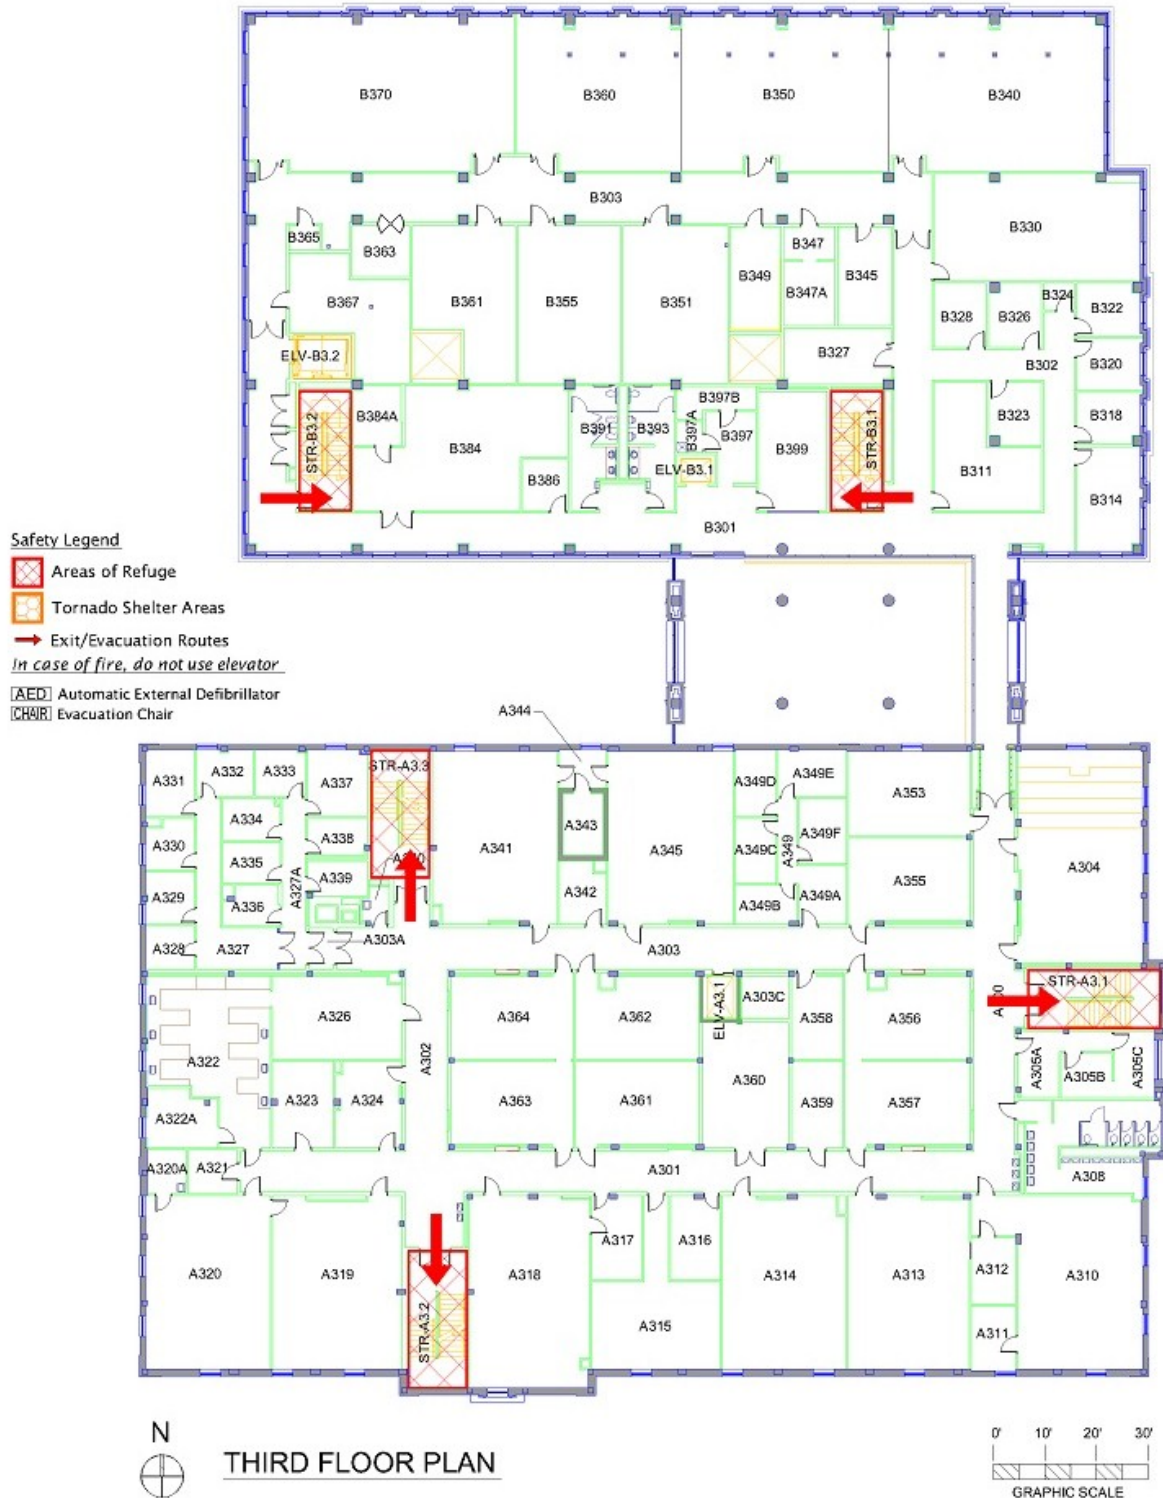 B370
B360
B350
B340
B303
B365
B363
B330
B347
B367
B361
B355
B351
B349
B347A
B345
B324
B322
B328
B326
ELV-B3.2
B327
B302
B320
B384A
B397B
B323
B318
STR-B3.2
B391
B393
B397A
B397
STR-B3.1
B384
B399
B386
ELV-B3.1
B311
B314
B301
Safety Legend
Areas of Refuge
Tornado Shelter Areas
Exit/Evacuation Routes
In case of fire, do not use elevator
AED Automatic External Defibrillator
CHAIR Evacuation Chair
A344
A331
A332
A333
A337
STR-A3.3
A349D
A349E
A353
A334
A343
A330
A338
A341
A345
A349C
A349
A349F
A304
A335
A339
A355
A329
A336
A327A
A342
A349B
A349A
A328
A327
A303A
A303
A326
A364
A362
ELV-A3.1
A303C
A358
A356
STR-A3.1
A322
A302
A360
A305A
A305B
A305C
A322A
A323
A324
A363
A361
A359
A357
A320A
A321
A301
A308
A317
A316
A320
A319
A318
A314
A313
A312
A310
STR-A3.2
A315
A311
N
THIRD FLOOR PLAN
0' 10' 20' 30'
GRAPHIC SCALE